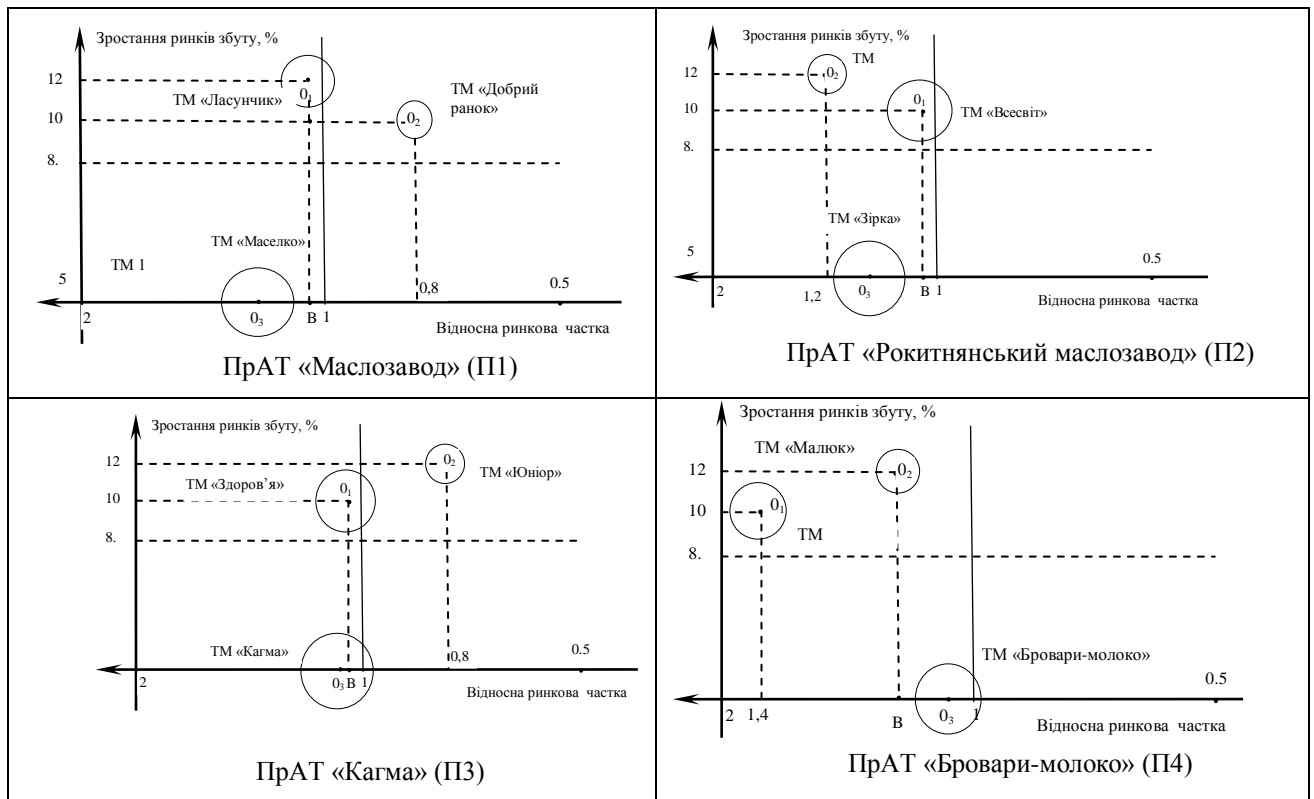 Зростання ринків збуту, %
12
ТМ «Ласунчик»
0₁
ТМ «Добрий
ранок»
10
0₂
8.
ТМ «Маселко»
5
ТМ 1
0,8
0.5
2
0₃
В
1
Відносна ринкова частка
ПрАТ «Маслозавод» (П1)
Зростання ринків збуту, %
ТМ
12
0₂
10
0₁
ТМ «Всесвіт»
8.
ТМ «Зірка»
5
0.5
2
1,2
0₃
В
1
Відносна ринкова частка
ПрАТ «Рокитнянський маслозавод» (П2)
Зростання ринків збуту, %
12
0₂
ТМ «Юніор»
ТМ «Здоров’я»
0₁
10
8.
ТМ «Кагма»
0,8
0.5
2
0₃
В
1
Відносна ринкова частка
ПрАТ «Кагма» (П3)
Зростання ринків збуту, %
ТМ «Малюк»
12
0₂
10
0₁
ТМ
8.
ТМ «Бровари-молоко»
0.5
2
1,4
В
0₃
1
Відносна ринкова частка
ПрАТ «Бровари-молоко» (П4)